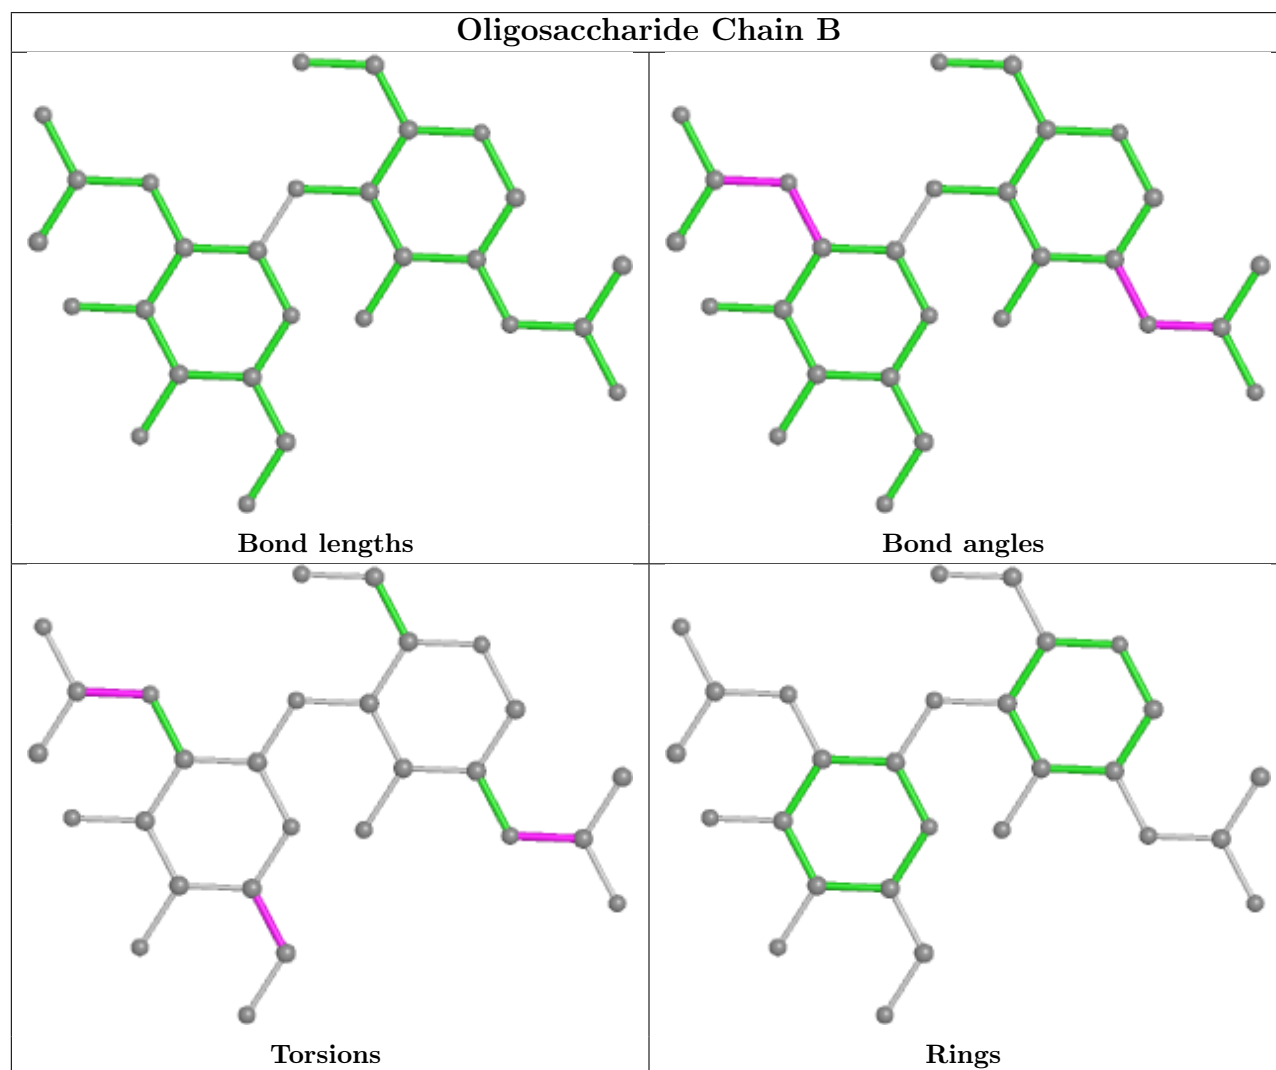 Oligosaccharide Chain B
Bond lengths
Bond angles
Torsions
Rings